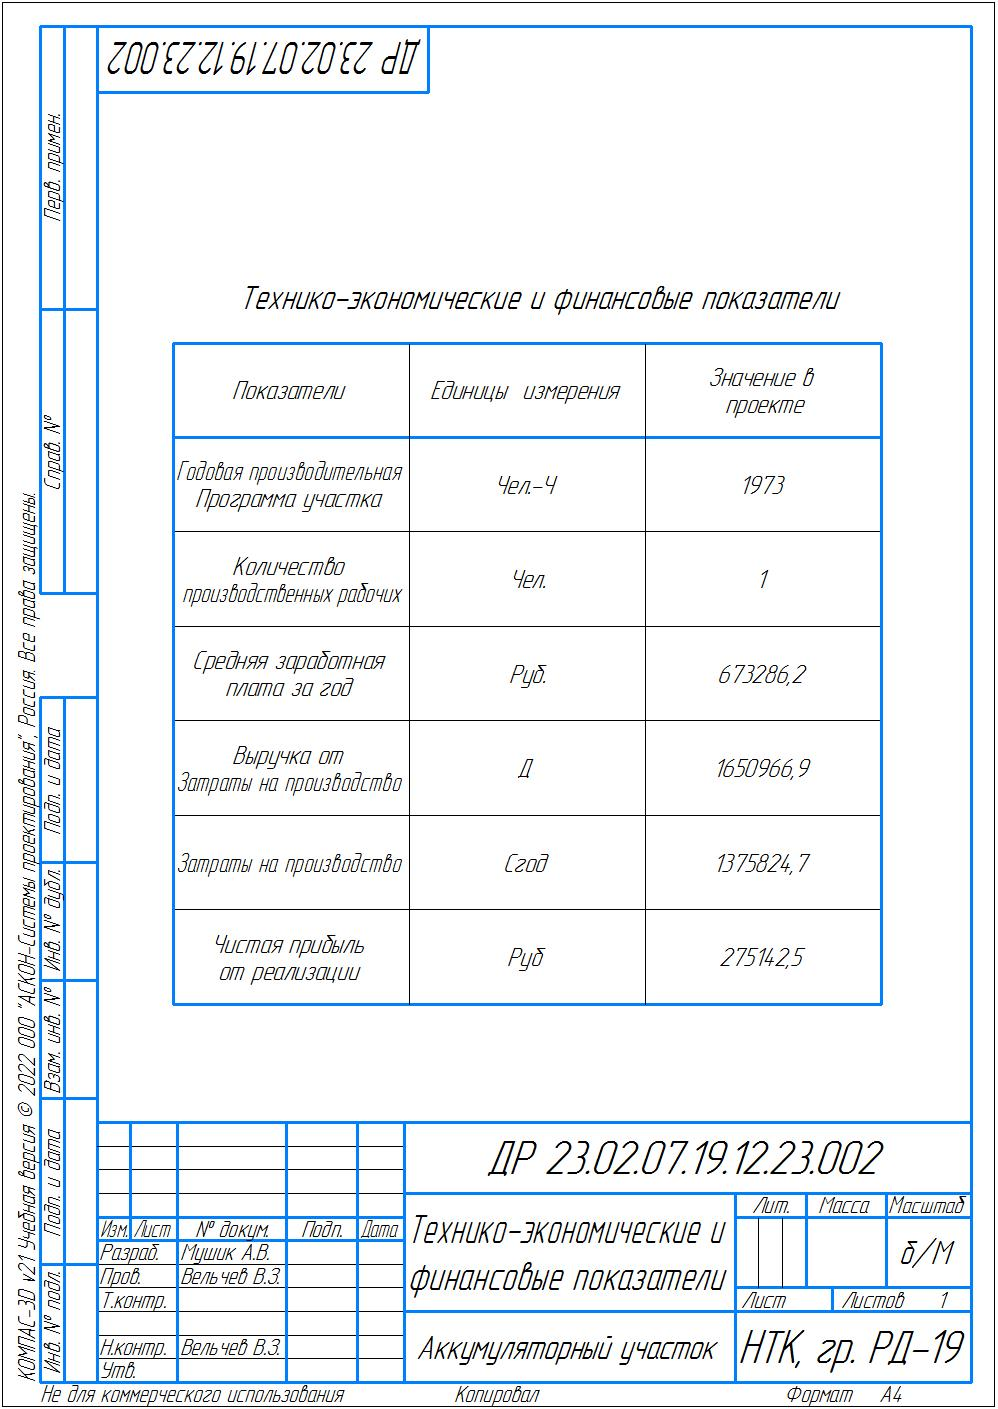 ДР 23.02.07.19.12.23.002
Перв. примен.
Справ. №
Подп. и дата
Инв. № дубл.
Взам. инв. №
Подп. и дата
Инв. № подл.
КОМПАС-3D v21 Учебная версия © 2022 ООО "АСКОН-Системы проектирования", Россия. Все права защищены.
Технико-экономические и финансовые показатели
Показатели Единицы измерения Значение в
проекте
Годовая производительная
Программа участка Чел.-Ч 1973
Количество
производственных рабочих Чел. 1
Средняя заработная
плата за год Руб. 673286,2
Выручка от
Затраты на производство Д 1650966,9
Затраты на производство Сгод 1375824,7
Чистая прибыль
от реализации Руб 275142,5
ДР 23.02.07.19.12.23.002
Изм. Лист № докум. Подп. Дата
Разраб. Мушик А.В.
Пров. Вельчев В.Э.
Т.контр.
Н.контр. Вельчев В.Э.
Утв.
Технико-экономические и
финансовые показатели
Лит. Масса Масштаб
б/М
Лист Листов 1
Аккумуляторный участок
НТК, гр. РД-19
Не для коммерческого использования Копировал Формат А4